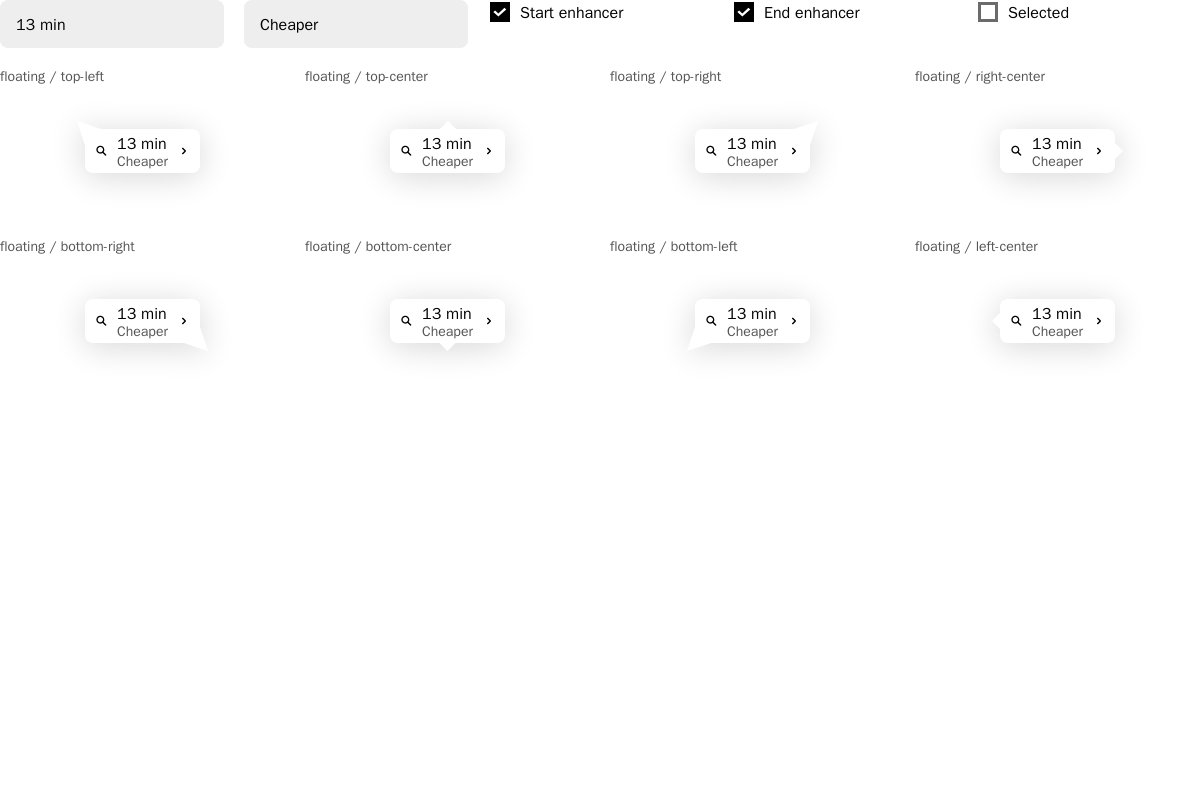 13 min
Cheaper
Start enhancer
End enhancer
Selected
floating / top-left
floating / top-center
floating / top-right
floating / right-center
13 min
Cheaper
13 min
Cheaper
13 min
Cheaper
13 min
Cheaper
floating / bottom-right
floating / bottom-center
floating / bottom-left
floating / left-center
13 min
Cheaper
13 min
Cheaper
13 min
Cheaper
13 min
Cheaper